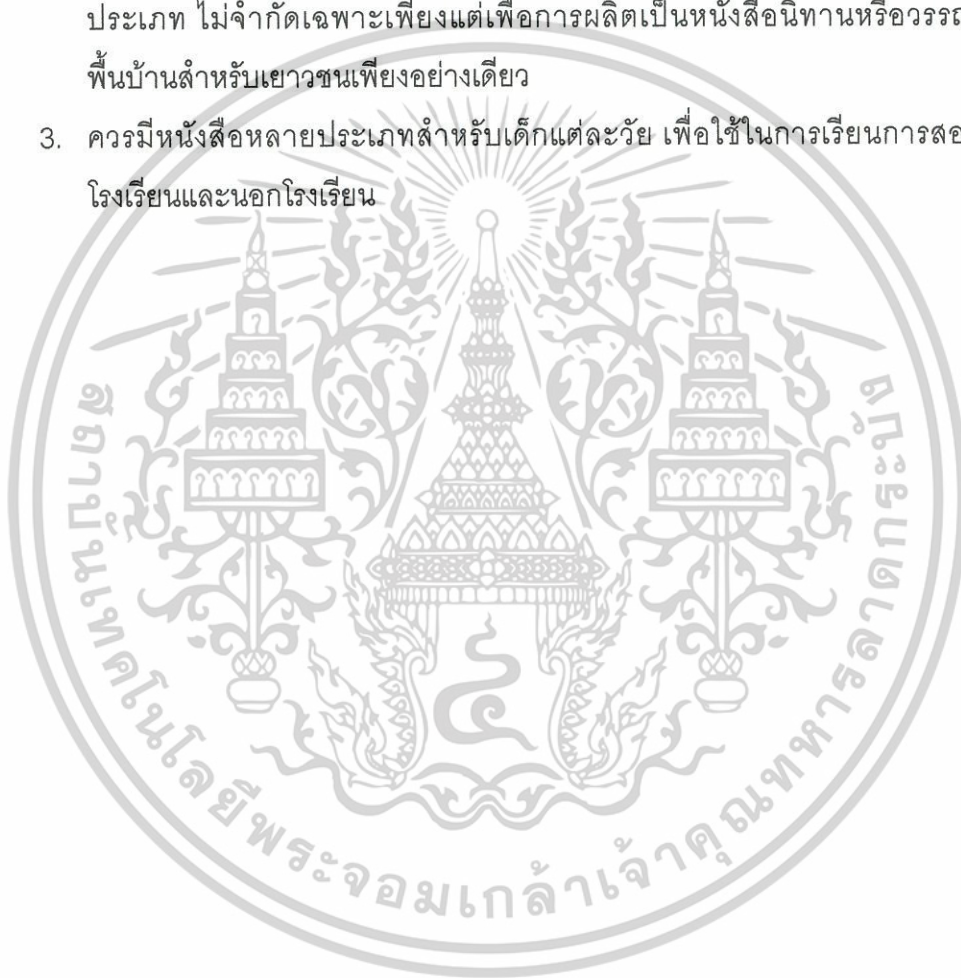 ประเภท ไม่จำกัดเฉพาะเพียงแต่เพื่อการผลิตเป็นหนังสือนิทานหรือวรรณ
พื้นบ้านสำหรับเยาวชนเพียงอย่างเดียว
3. ควรมีหนังสือหลายประเภทสำหรับเด็กแต่ละวัย เพื่อใช้ในการเรียนการสอ
โรงเรียนและนอกโรงเรียน
๔
สถาบันเทคโนโลยีพระจอมเกล้าเจ้าคุณทหารลาดกระบัง